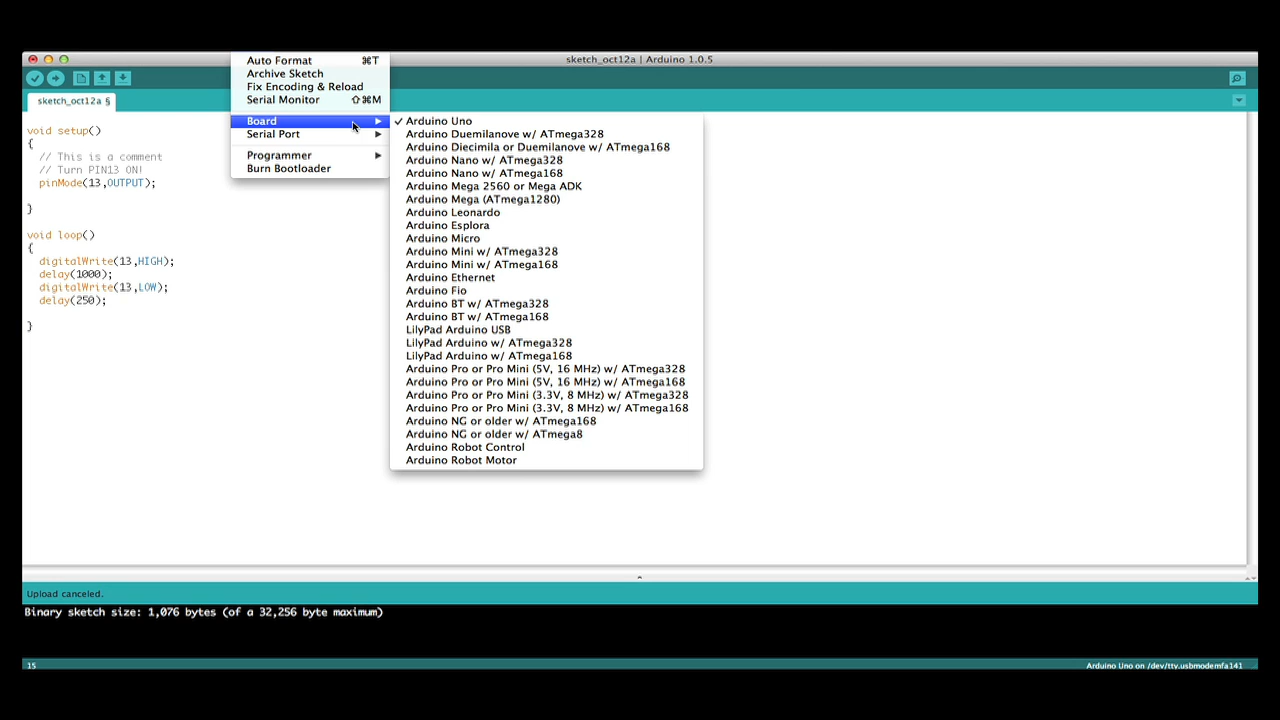 sketch_oct12a | Arduino 1.0.5
Auto Format ⌘T
Archive Sketch
Fix Encoding & Reload
Serial Monitor ⇧⌘M
Board
Serial Port
Programmer
Burn Bootloader
✓ Arduino Uno
Arduino Duemilanove w/ ATmega328
Arduino Diecimila or Duemilanove w/ ATmega168
Arduino Nano w/ ATmega328
Arduino Nano w/ ATmega168
Arduino Mega 2560 or Mega ADK
Arduino Mega (ATmega1280)
Arduino Leonardo
Arduino Esplora
Arduino Micro
Arduino Mini w/ ATmega328
Arduino Mini w/ ATmega168
Arduino Ethernet
Arduino Fio
Arduino BT w/ ATmega328
Arduino BT w/ ATmega168
LilyPad Arduino USB
LilyPad Arduino w/ ATmega328
LilyPad Arduino w/ ATmega168
Arduino Pro or Pro Mini (5V, 16 MHz) w/ ATmega328
Arduino Pro or Pro Mini (5V, 16 MHz) w/ ATmega168
Arduino Pro or Pro Mini (3.3V, 8 MHz) w/ ATmega328
Arduino Pro or Pro Mini (3.3V, 8 MHz) w/ ATmega168
Arduino NG or older w/ ATmega168
Arduino NG or older w/ ATmega8
Arduino Robot Control
Arduino Robot Motor
sketch_oct12a §
void setup()
{
// This is a comment
// Turn PIN13 ON!
pinMode(13,OUTPUT);
}
void loop()
{
digitalWrite(13,HIGH);
delay(1000);
digitalWrite(13,LOW);
delay(250);
}
Upload canceled.
Binary sketch size: 1,076 bytes (of a 32,256 byte maximum)
15
Arduino Uno on /dev/tty.usbmodemfa141